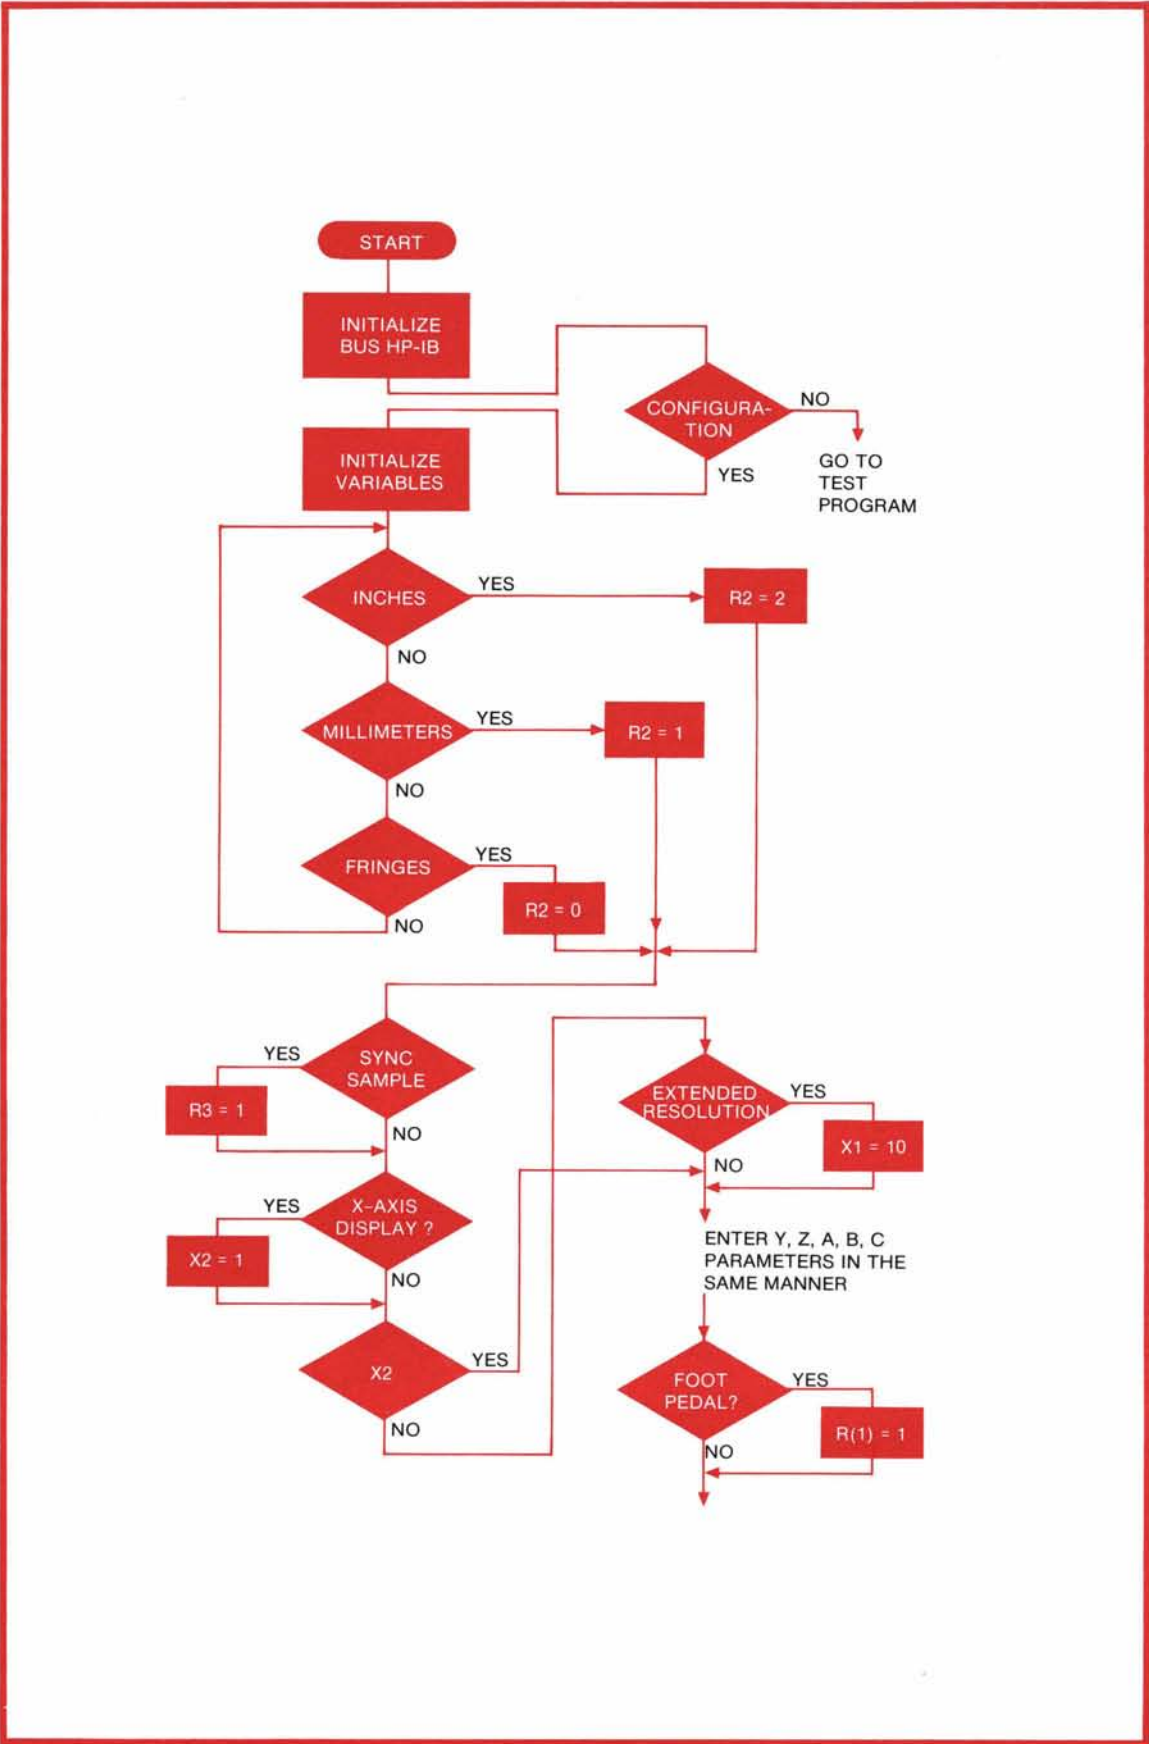 START
INITIALIZE
BUS HP-IB
CONFIGURA-
TION
NO
GO TO
TEST
PROGRAM
YES
INITIALIZE
VARIABLES
INCHES
YES
R2 = 2
NO
MILLIMETERS
YES
R2 = 1
NO
FRINGES
YES
R2 = 0
NO
SYNC
SAMPLE
YES
R3 = 1
NO
X-AXIS
DISPLAY ?
YES
X2 = 1
NO
X2
YES
NO
EXTENDED
RESOLUTION
YES
X1 = 10
NO
ENTER Y, Z, A, B, C
PARAMETERS IN THE
SAME MANNER
FOOT
PEDAL?
YES
R(1) = 1
NO